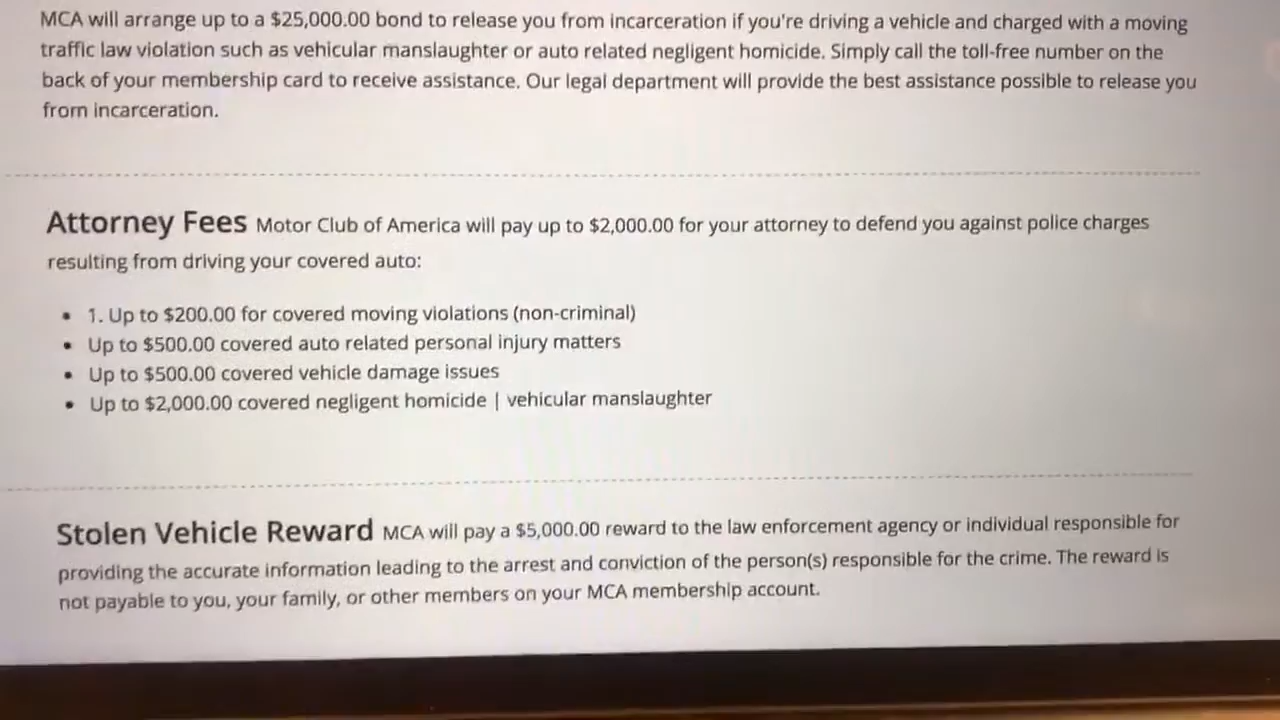 MCA will arrange up to a $25,000.00 bond to release you from incarceration if you're driving a vehicle and charged with a moving
traffic law violation such as vehicular manslaughter or auto related negligent homicide. Simply call the toll-free number on the
back of your membership card to receive assistance. Our legal department will provide the best assistance possible to release you
from incarceration.
Attorney Fees Motor Club of America will pay up to $2,000.00 for your attorney to defend you against police charges
resulting from driving your covered auto:
• 1. Up to $200.00 for covered moving violations (non-criminal)
• Up to $500.00 covered auto related personal injury matters
• Up to $500.00 covered vehicle damage issues
• Up to $2,000.00 covered negligent homicide | vehicular manslaughter
Stolen Vehicle Reward MCA will pay a $5,000.00 reward to the law enforcement agency or individual responsible for
providing the accurate information leading to the arrest and conviction of the person(s) responsible for the crime. The reward is
not payable to you, your family, or other members on your MCA membership account.